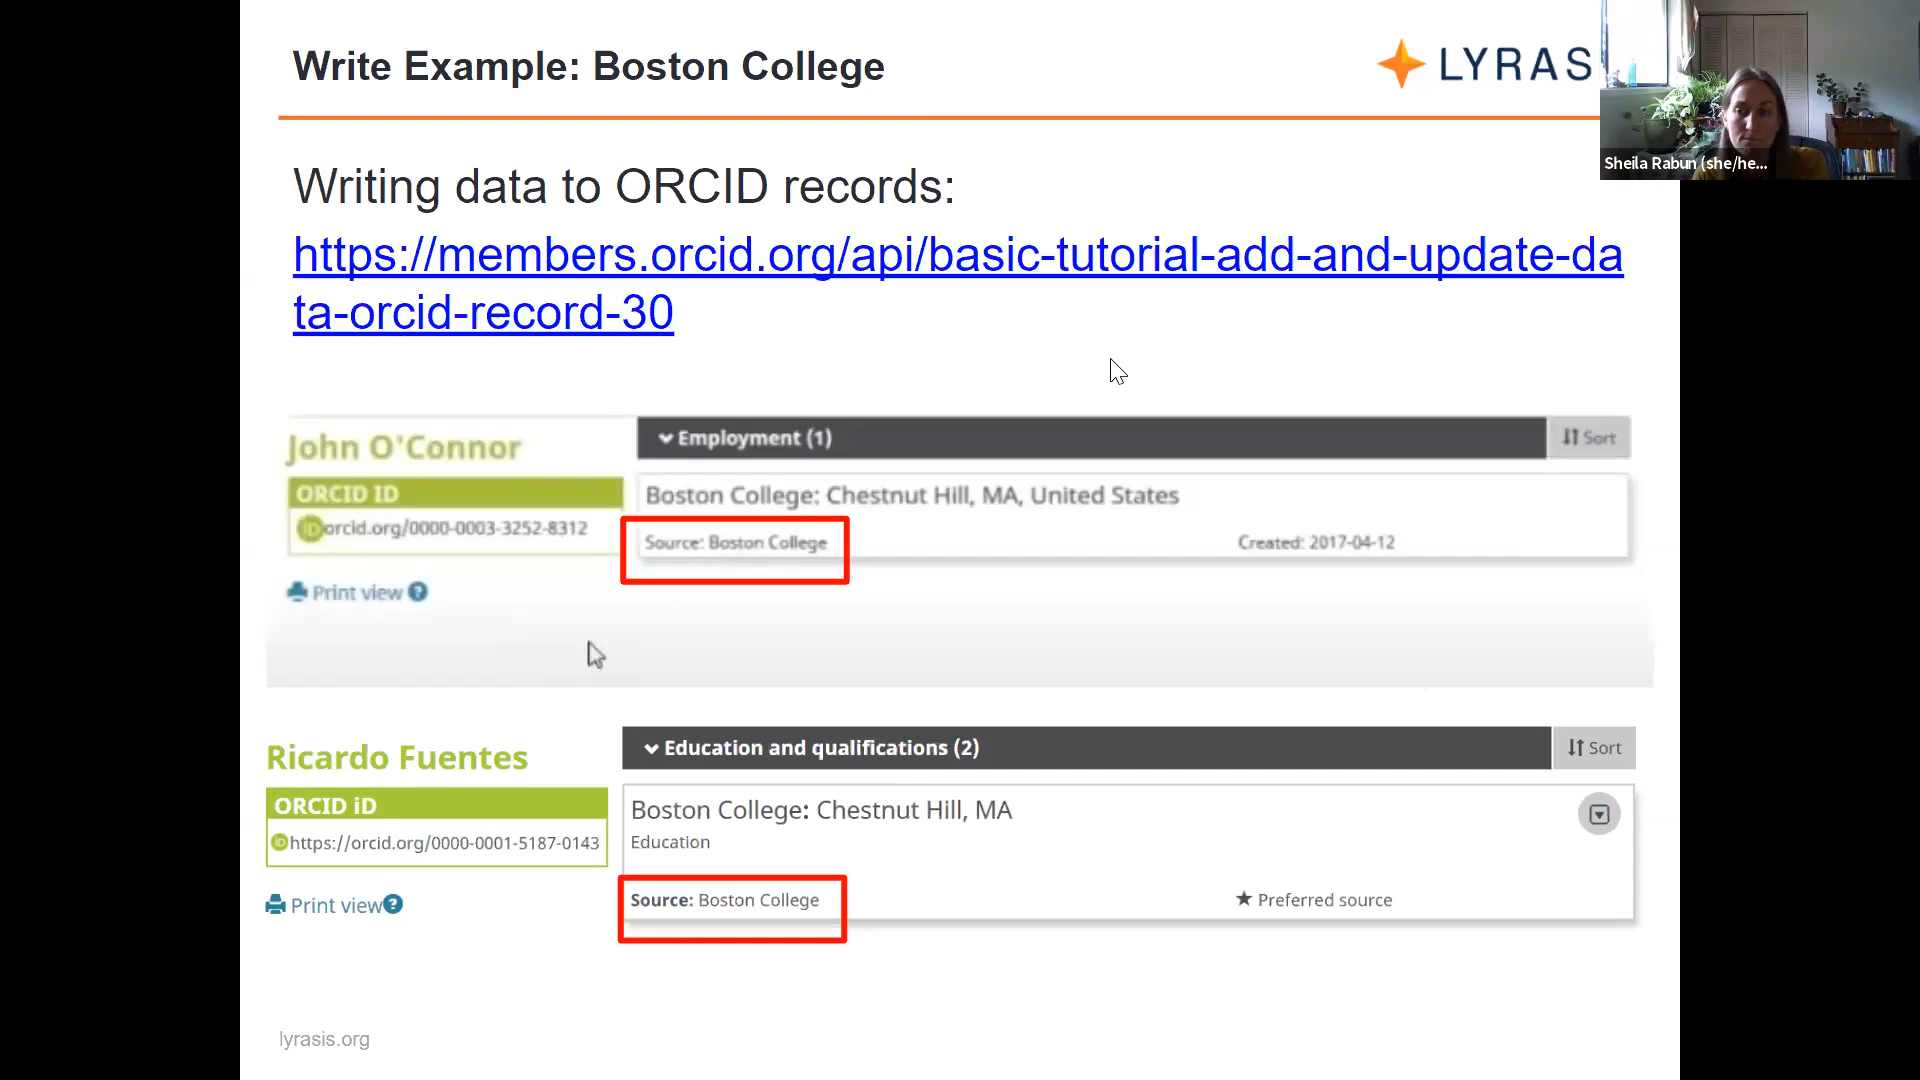 Write Example: Boston College
LYRAS
Sheila Rabun (she/he...
Writing data to ORCID records:
https://members.orcid.org/api/basic-tutorial-add-and-update-da
ta-orcid-record-30
John O'Connor
Employment (1)
Sort
ORCID ID
iD orcid.org/0000-0003-3252-8312
Boston College: Chestnut Hill, MA, United States
Source: Boston College
Created: 2017-04-12
Print view ?
Ricardo Fuentes
Education and qualifications (2)
Sort
ORCID iD
iD https://orcid.org/0000-0001-5187-0143
Boston College: Chestnut Hill, MA
Education
Source: Boston College
Preferred source
Print view ?
lyrasis.org